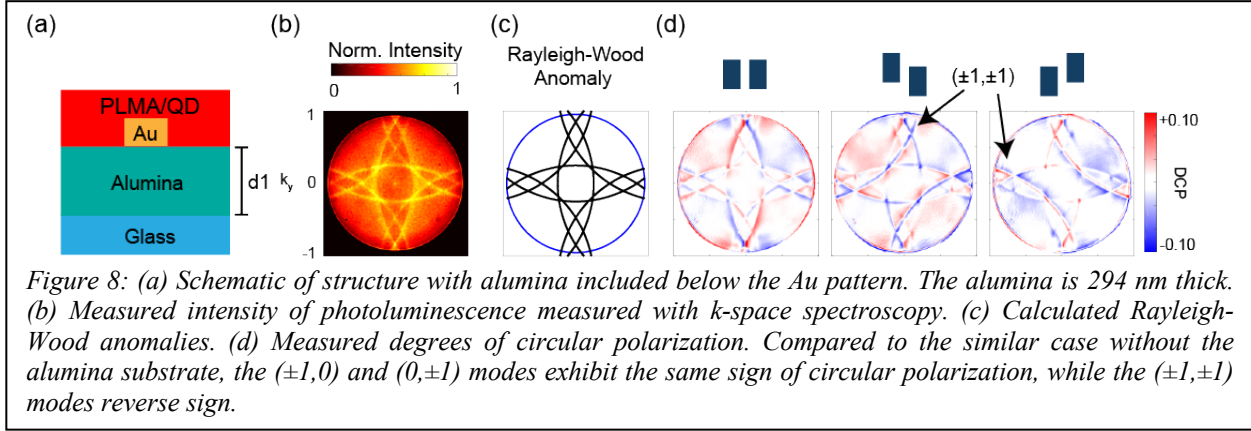 (a)
(b)
(c)
(d)
Norm. Intensity
0
1
Rayleigh-Wood
Anomaly
(±1,±1)
PLMA/QD
Au
Alumina
Glass
d1
k_y
1
0
-1
+0.10
DCP
-0.10
Figure 8: (a) Schematic of structure with alumina included below the Au pattern. The alumina is 294 nm thick.
(b) Measured intensity of photoluminescence measured with k-space spectroscopy. (c) Calculated Rayleigh-
Wood anomalies. (d) Measured degrees of circular polarization. Compared to the similar case without the
alumina substrate, the (±1,0) and (0,±1) modes exhibit the same sign of circular polarization, while the (±1,±1)
modes reverse sign.